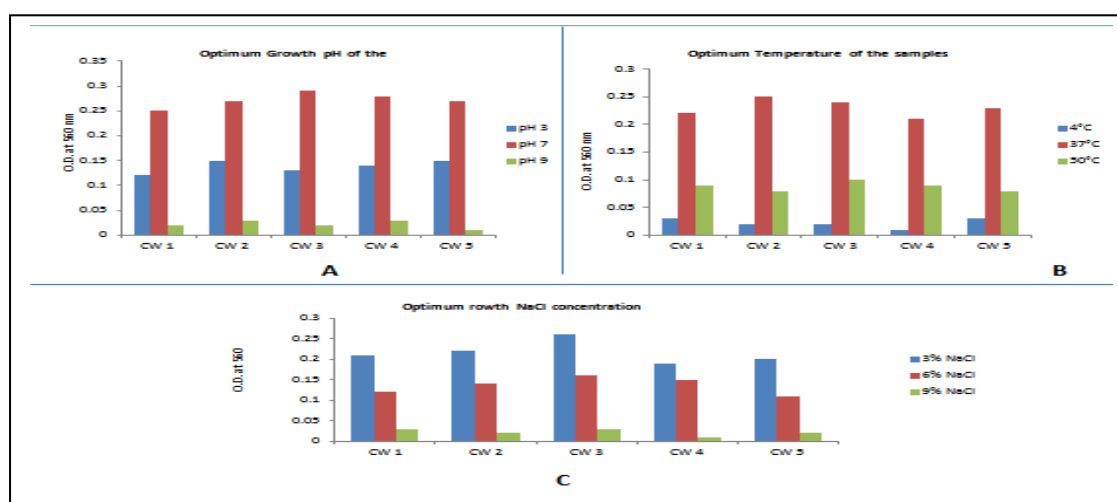 Optimum Growth pH of the
0.35
0.3
0.25
0.2
0.15
0.1
0.05
0
O.D.at 560 nm
CW 1 CW 2 CW 3 CW 4 CW 5
pH 3
pH 7
pH 9
A
Optimum Temperature of the samples
0.3
0.25
0.2
0.15
0.1
0.05
0
O.D.at 560 nm
CW 1 CW 2 CW 3 CW 4 CW 5
4°C
37°C
50°C
B
Optimum rowth NaCl concentration
0.3
0.25
0.2
0.15
0.1
0.05
0
O.D.at 560
CW 1 CW 2 CW 3 CW 4 CW 5
3% NaCl
6% NaCl
9% NaCl
C